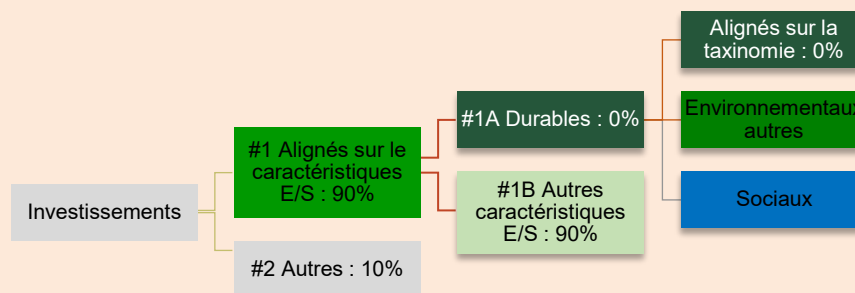 Investissements
#1 Alignés sur le
caractéristiques
E/S : 90%
#2 Autres : 10%
#1A Durables : 0%
#1B Autres
caractéristiques
E/S : 90%
Alignés sur la
taxinomie : 0%
Environnementaux
autres
Sociaux